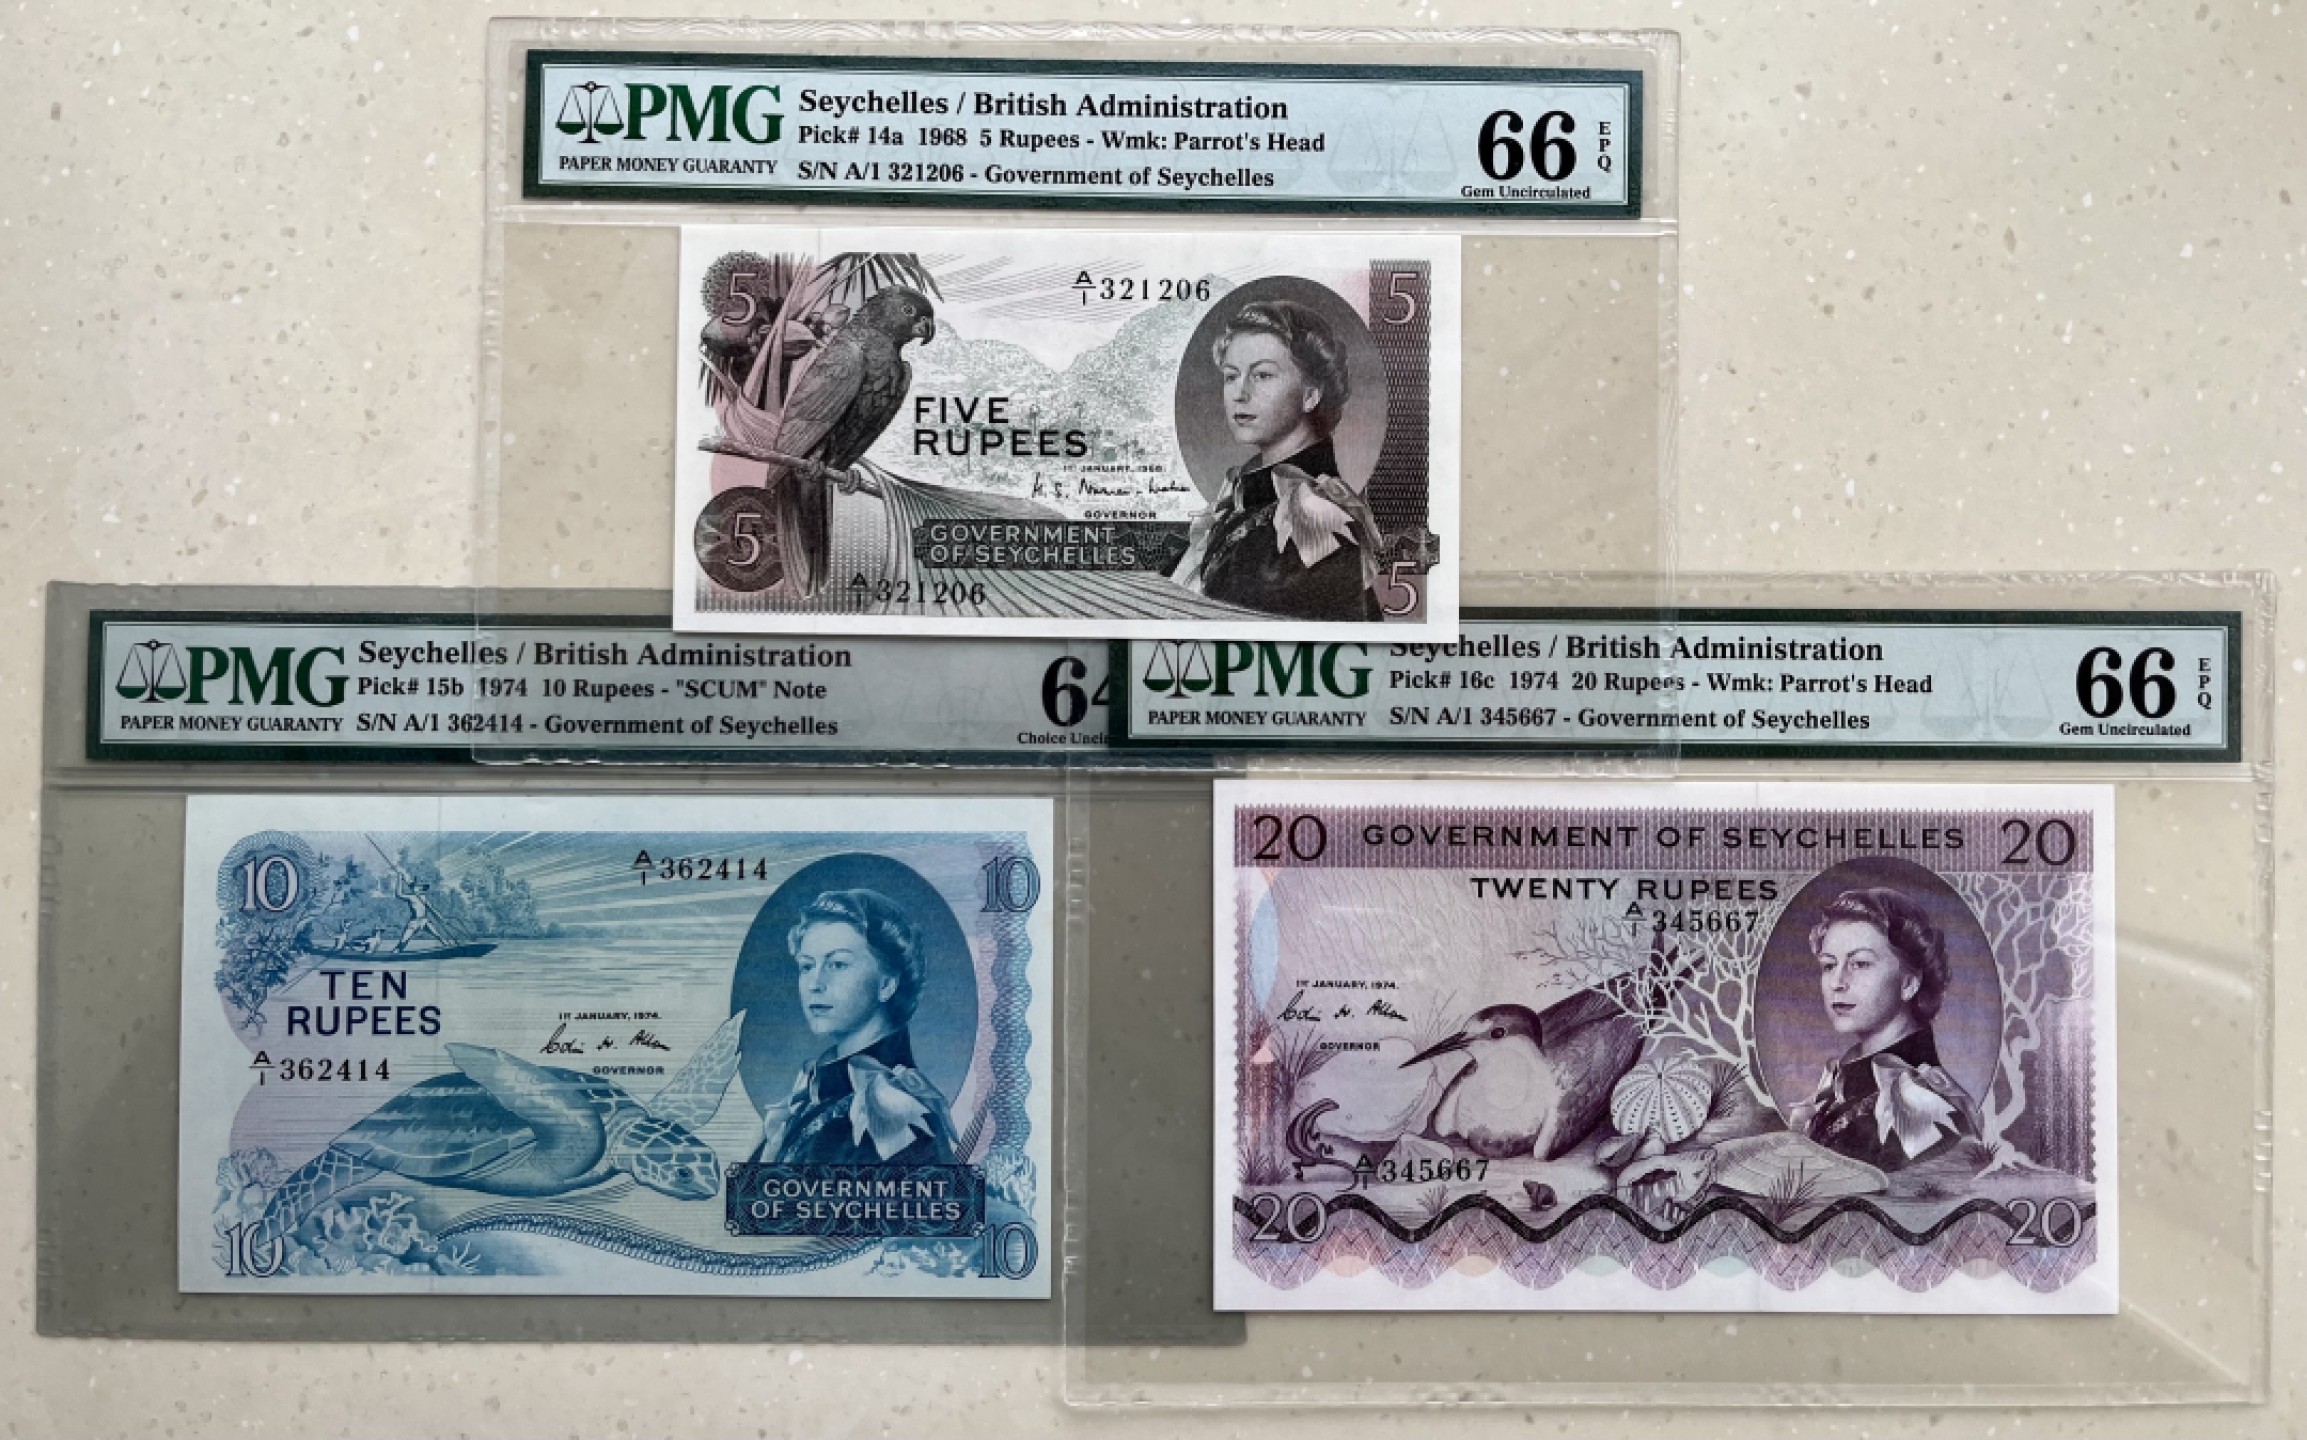 PMG
PAPER MONEY GUARANTY
Seychelles / British Administration
Pick# 14a 1968 5 Rupees - Wmk: Parrot's Head
S/N A/1 321206 - Government of Seychelles
66
EPQ
Gem Uncirculated
5
5
A/1 321206
FIVE
RUPEES
1ST JANUARY, 1968.
GOVERNOR
GOVERNMENT
OF SEYCHELLES
5
A/1 321206
5
PMG
PAPER MONEY GUARANTY
Seychelles / British Administration
Pick# 15b 1974 10 Rupees - "SCUM" Note
S/N A/1 362414 - Government of Seychelles
64
Choice
10
A/1 362414
10
TEN
RUPEES
1ST JANUARY, 1974.
GOVERNOR
A/1 362414
GOVERNMENT
OF SEYCHELLES
10
10
PMG
PAPER MONEY GUARANTY
Seychelles / British Administration
Pick# 16c 1974 20 Rupees - Wmk: Parrot's Head
S/N A/1 345667 - Government of Seychelles
66
EPQ
Gem Uncirculated
20 GOVERNMENT OF SEYCHELLES 20
TWENTY RUPEES
A/1 345667
1ST JANUARY, 1974.
GOVERNOR
A/1 345667
20
20